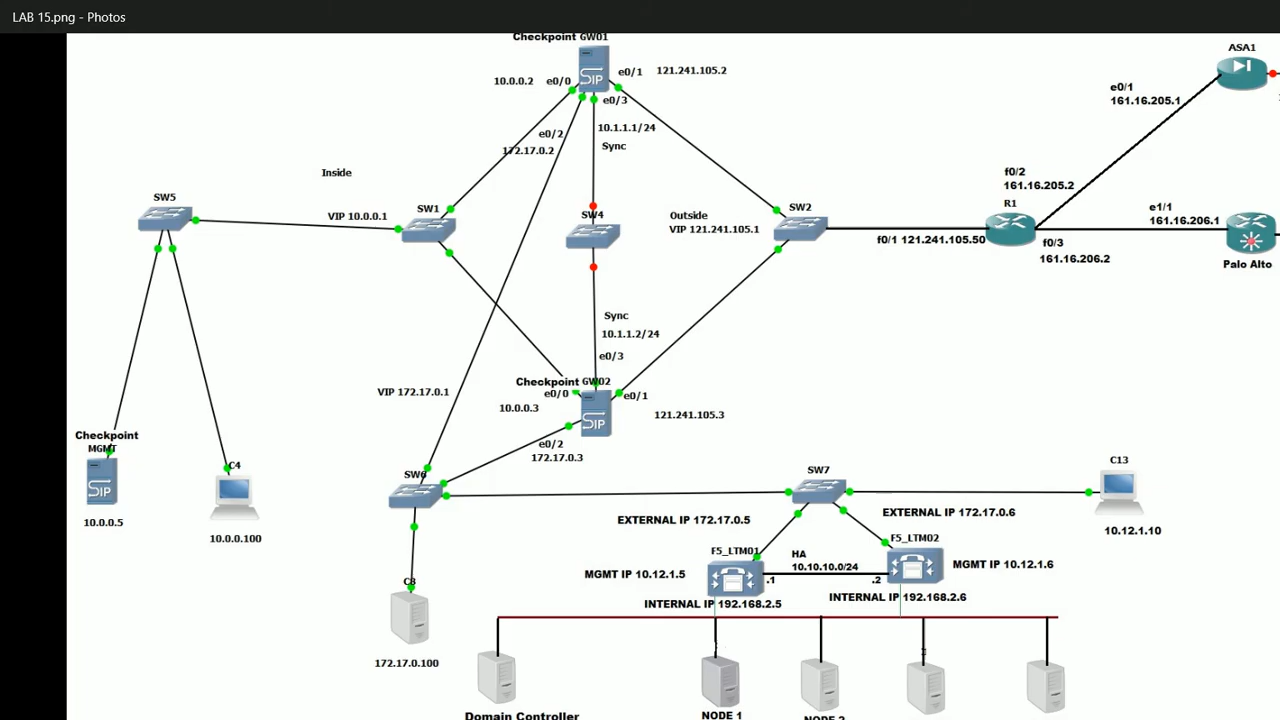 LAB 15.png - Photos
Checkpoint GW01
ASA1
10.0.0.2 e0/0
e0/1 121.241.105.2
SIP
e0/3
e0/1
161.16.205.1
10.1.1.1/24
e0/2
172.17.0.2
Sync
Inside
f0/2
161.16.205.2
SW5
R1
SW1
SW2
e1/1
161.16.206.1
VIP 10.0.0.1
SW4
Outside
VIP 121.241.105.1
f0/1 121.241.105.50
f0/3
161.16.206.2
Palo Alto
Sync
10.1.1.2/24
e0/3
Checkpoint GW02
VIP 172.17.0.1
e0/0
e0/1
10.0.0.3
121.241.105.3
SIP
e0/2
172.17.0.3
Checkpoint
MGMT
SIP
10.0.0.5
C4
10.0.0.100
SW6
SW7
C13
10.12.1.10
EXTERNAL IP 172.17.0.5
EXTERNAL IP 172.17.0.6
F5_LTM01
F5_LTM02
HA
10.10.10.0/24
MGMT IP 10.12.1.5
MGMT IP 10.12.1.6
.1
.2
INTERNAL IP 192.168.2.5
INTERNAL IP 192.168.2.6
172.17.0.100
Domain Controller
NODE 1
NODE 2